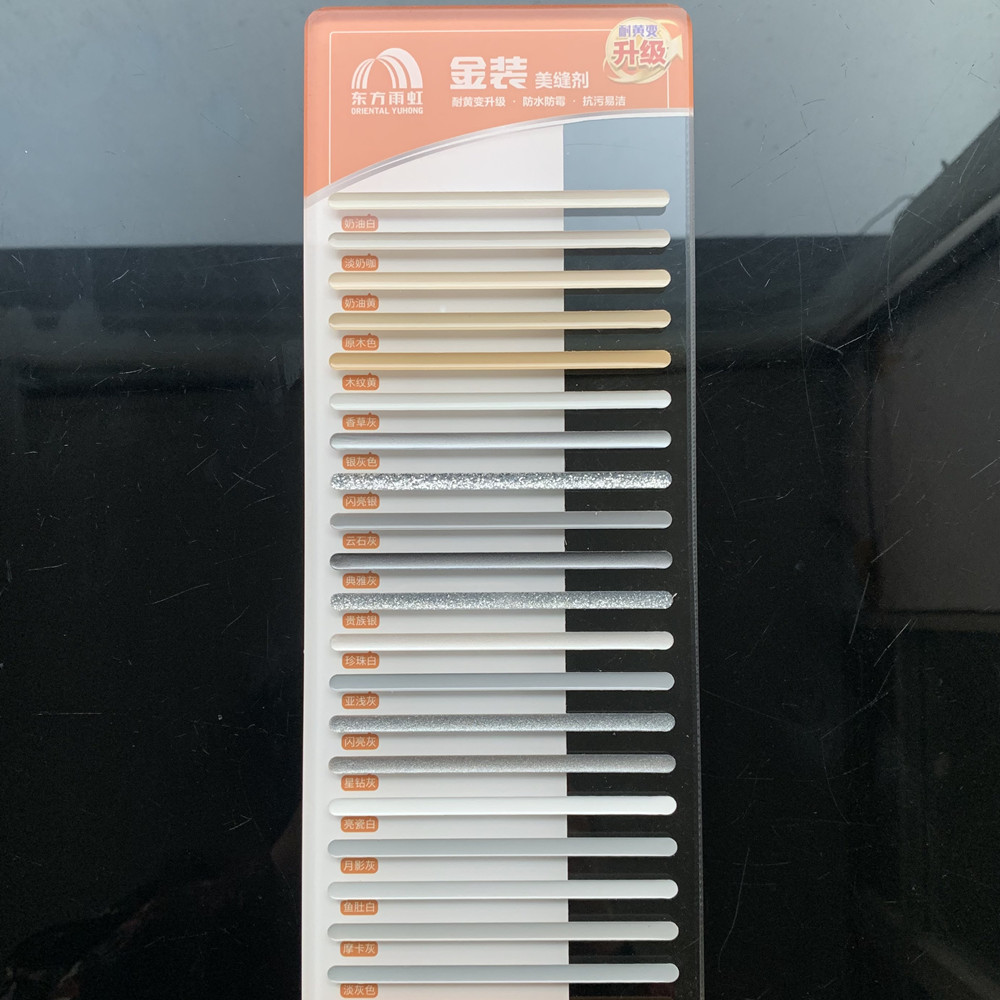 东方雨虹
ORIENTAL YUHONG
金装 美缝剂
耐黄变升级 · 防水防霉 · 抗污易洁
耐黄变
升级
奶油白
淡奶咖
奶油黄
原木色
木纹黄
香草灰
银灰色
闪亮银
云石灰
典雅灰
贵族银
珍珠白
亚浅灰
闪亮灰
星钻灰
亮瓷白
月影灰
鱼肚白
摩卡灰
淡灰色